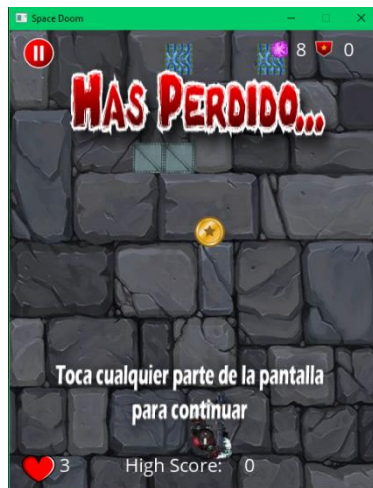 Space Doom
8 0
Has Perdido...
Toca cualquier parte de la pantalla
para continuar
3 High Score: 0